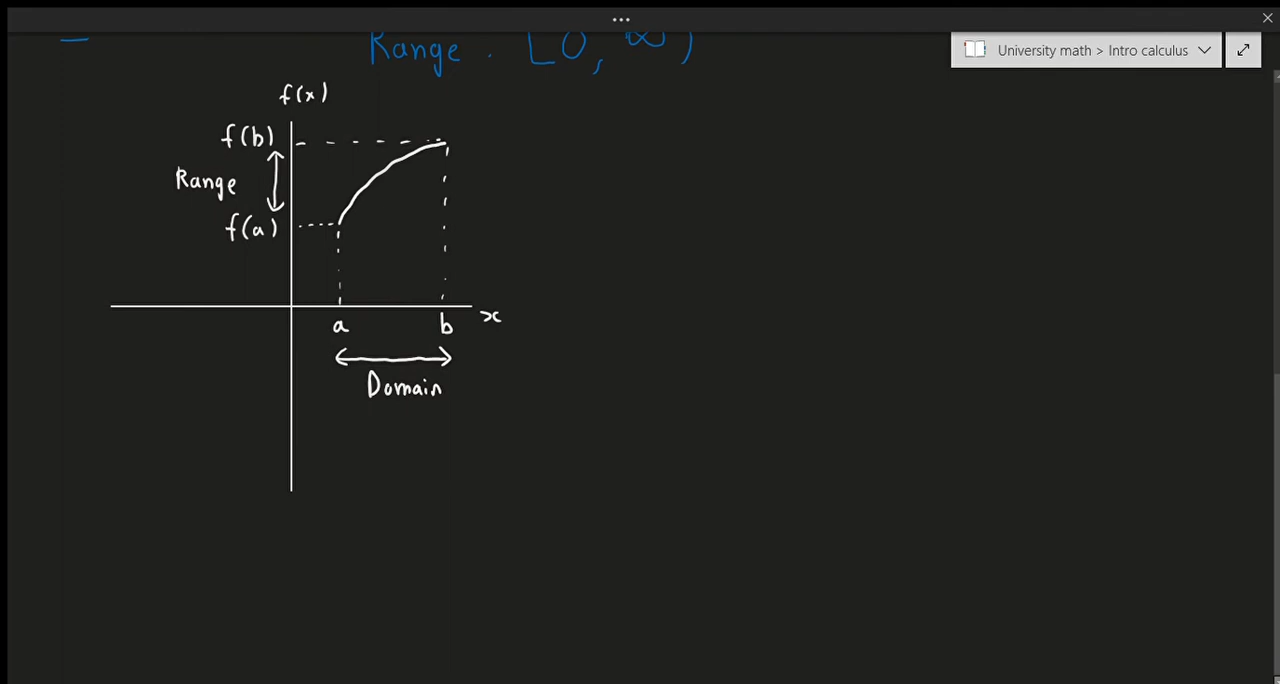 ...
Range . [0, ∞)
University math > Intro calculus
f(x)
f(b)
Range
f(a)
a b x
Domain